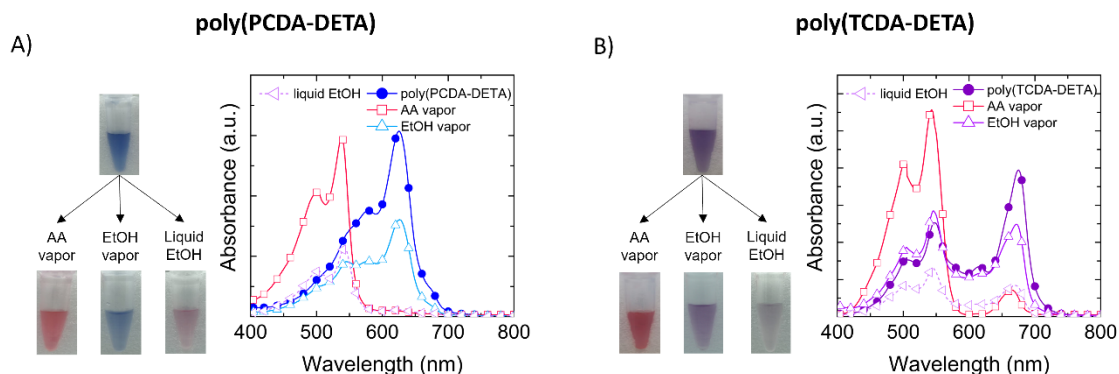 poly(PCDA-DETA)
A)
AA
vapor
EtOH
vapor
Liquid
EtOH
Absorbance (a.u.)
liquid EtOH
poly(PCDA-DETA)
AA vapor
EtOH vapor
400 500 600 700 800
Wavelength (nm)
poly(TCDA-DETA)
B)
AA
vapor
EtOH
vapor
Liquid
EtOH
Absorbance (a.u.)
liquid EtOH
poly(TCDA-DETA)
AA vapor
EtOH vapor
400 500 600 700 800
Wavelength (nm)